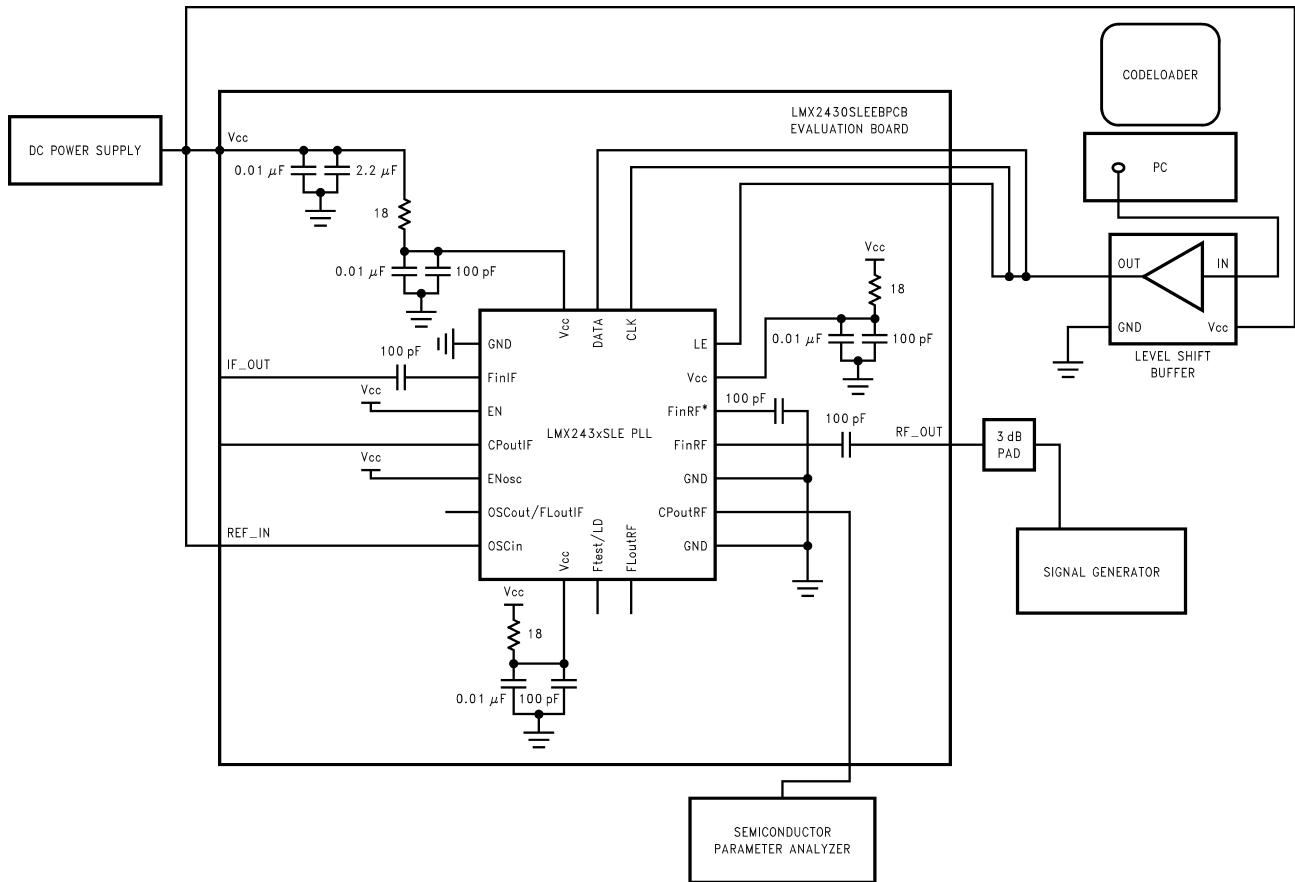 CODELOADER
LMX2430SLEEBPCB
EVALUATION BOARD
DC POWER SUPPLY
Vcc
0.01 μF
2.2 μF
PC
18
0.01 μF
100 pF
Vcc
18
OUT
IN
GND
Vcc
LEVEL SHIFT
BUFFER
Vcc
DATA
CLK
GND
LE
0.01 μF
100 pF
100 pF
IF_OUT
FinIF
Vcc
Vcc
EN
FinRF*
100 pF
100 pF
LMX243xSLE PLL
RF_OUT
3 dB
PAD
CPoutIF
FinRF
Vcc
ENosc
GND
OSCout/FLoutIF
CPoutRF
REF_IN
OSCin
Vcc
Ftest/LD
FLoutRF
GND
SIGNAL GENERATOR
Vcc
18
0.01 μF
100 pF
SEMICONDUCTOR
PARAMETER ANALYZER